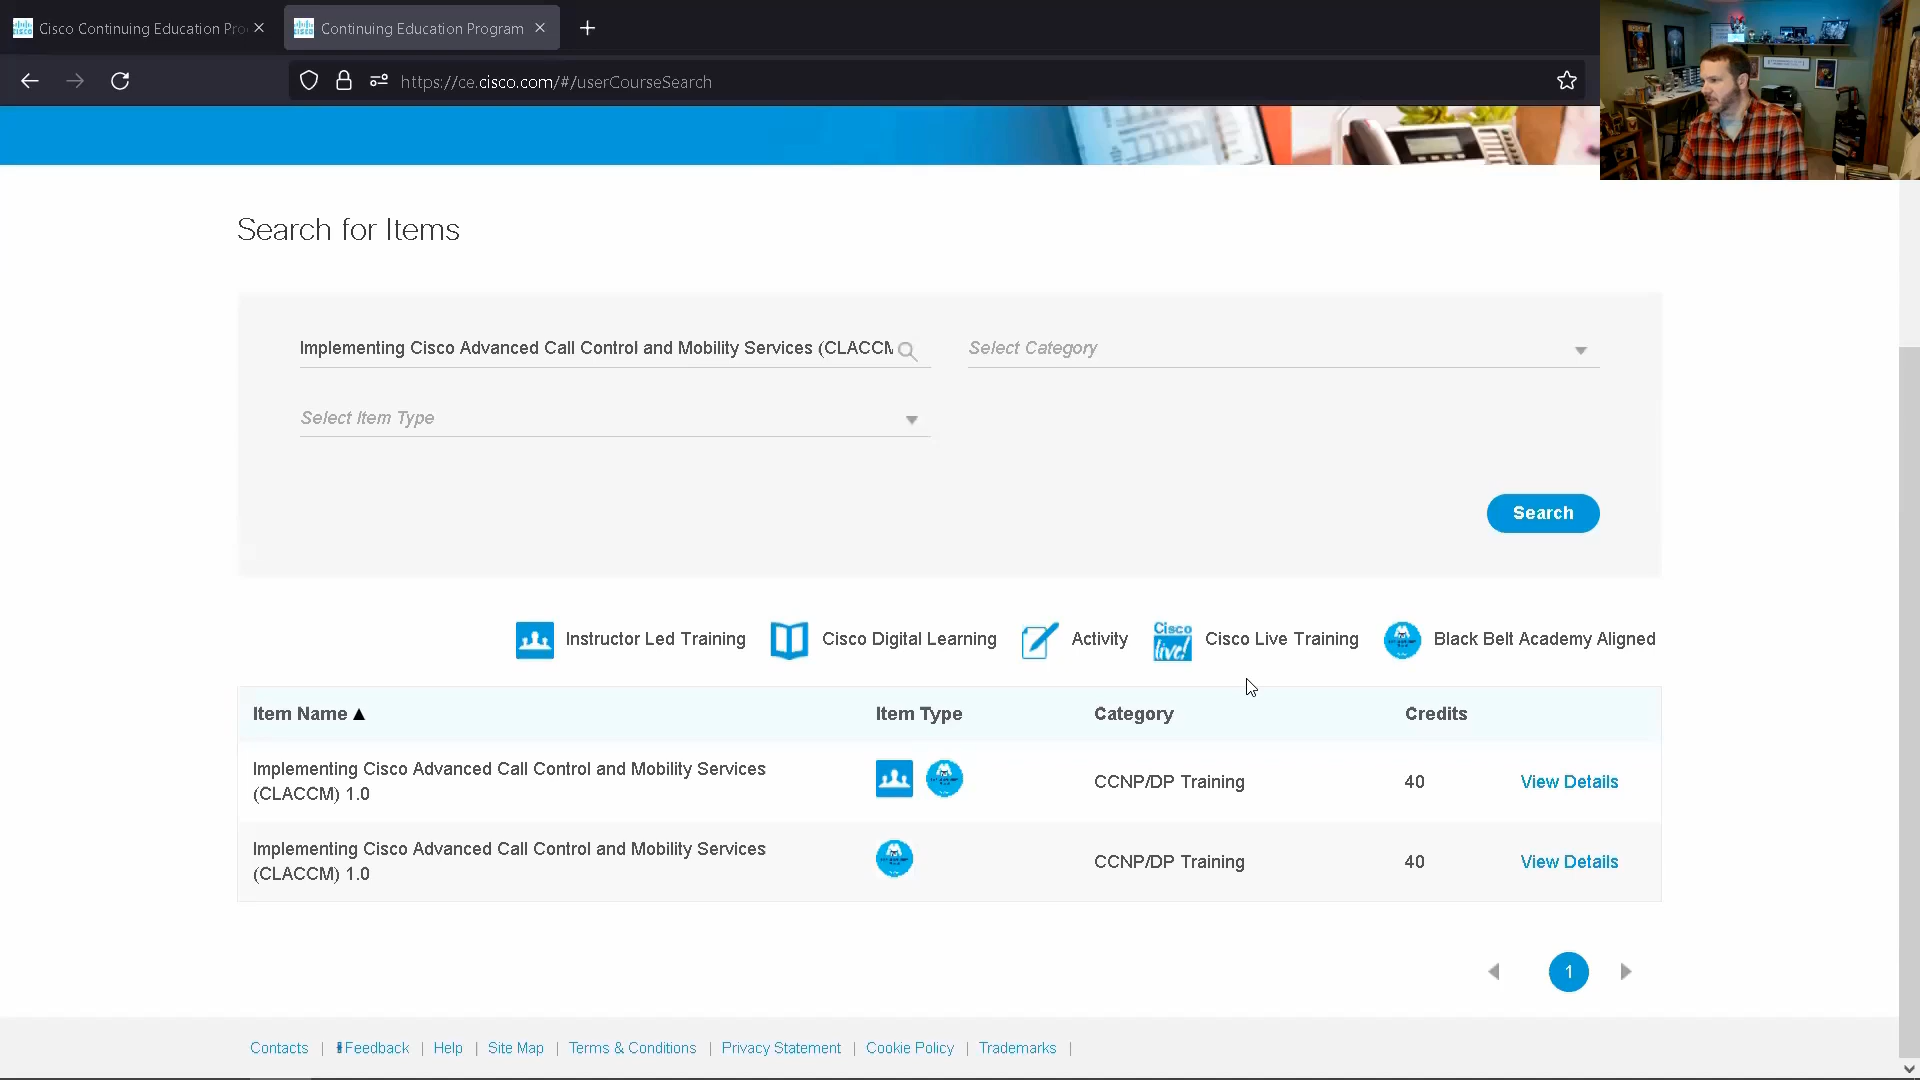 Cisco Continuing Education Pro
Continuing Education Program
https://ce.cisco.com/#/userCourseSearch
Search for Items
Implementing Cisco Advanced Call Control and Mobility Services (CLACCM
Select Category
Select Item Type
Search
Instructor Led Training
Cisco Digital Learning
Activity
Cisco live!
Cisco Live Training
Black Belt Academy Aligned
Item Name ▲ Item Type Category Credits
Implementing Cisco Advanced Call Control and Mobility Services
(CLACCM) 1.0
CCNP/DP Training 40 View Details
Implementing Cisco Advanced Call Control and Mobility Services
(CLACCM) 1.0
CCNP/DP Training 40 View Details
1
Contacts | Feedback | Help | Site Map | Terms & Conditions | Privacy Statement | Cookie Policy | Trademarks |